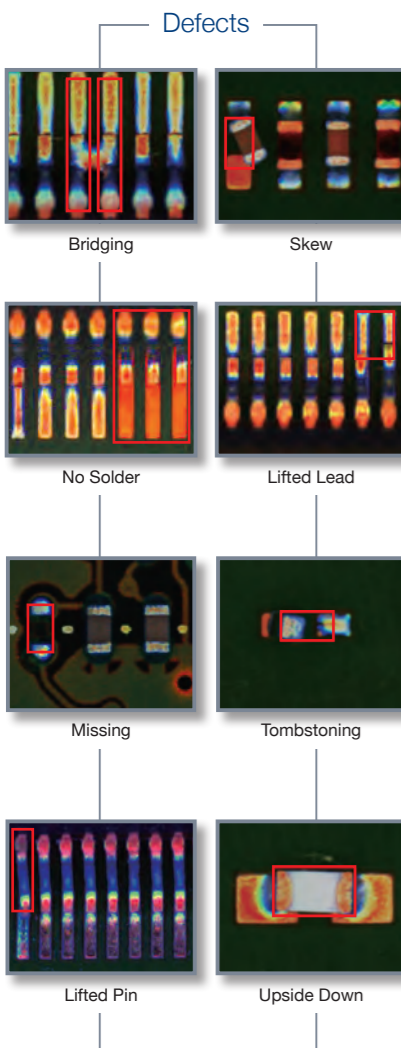 Defects
Bridging
Skew
No Solder
Lifted Lead
Missing
Tombstoning
Lifted Pin
Upside Down